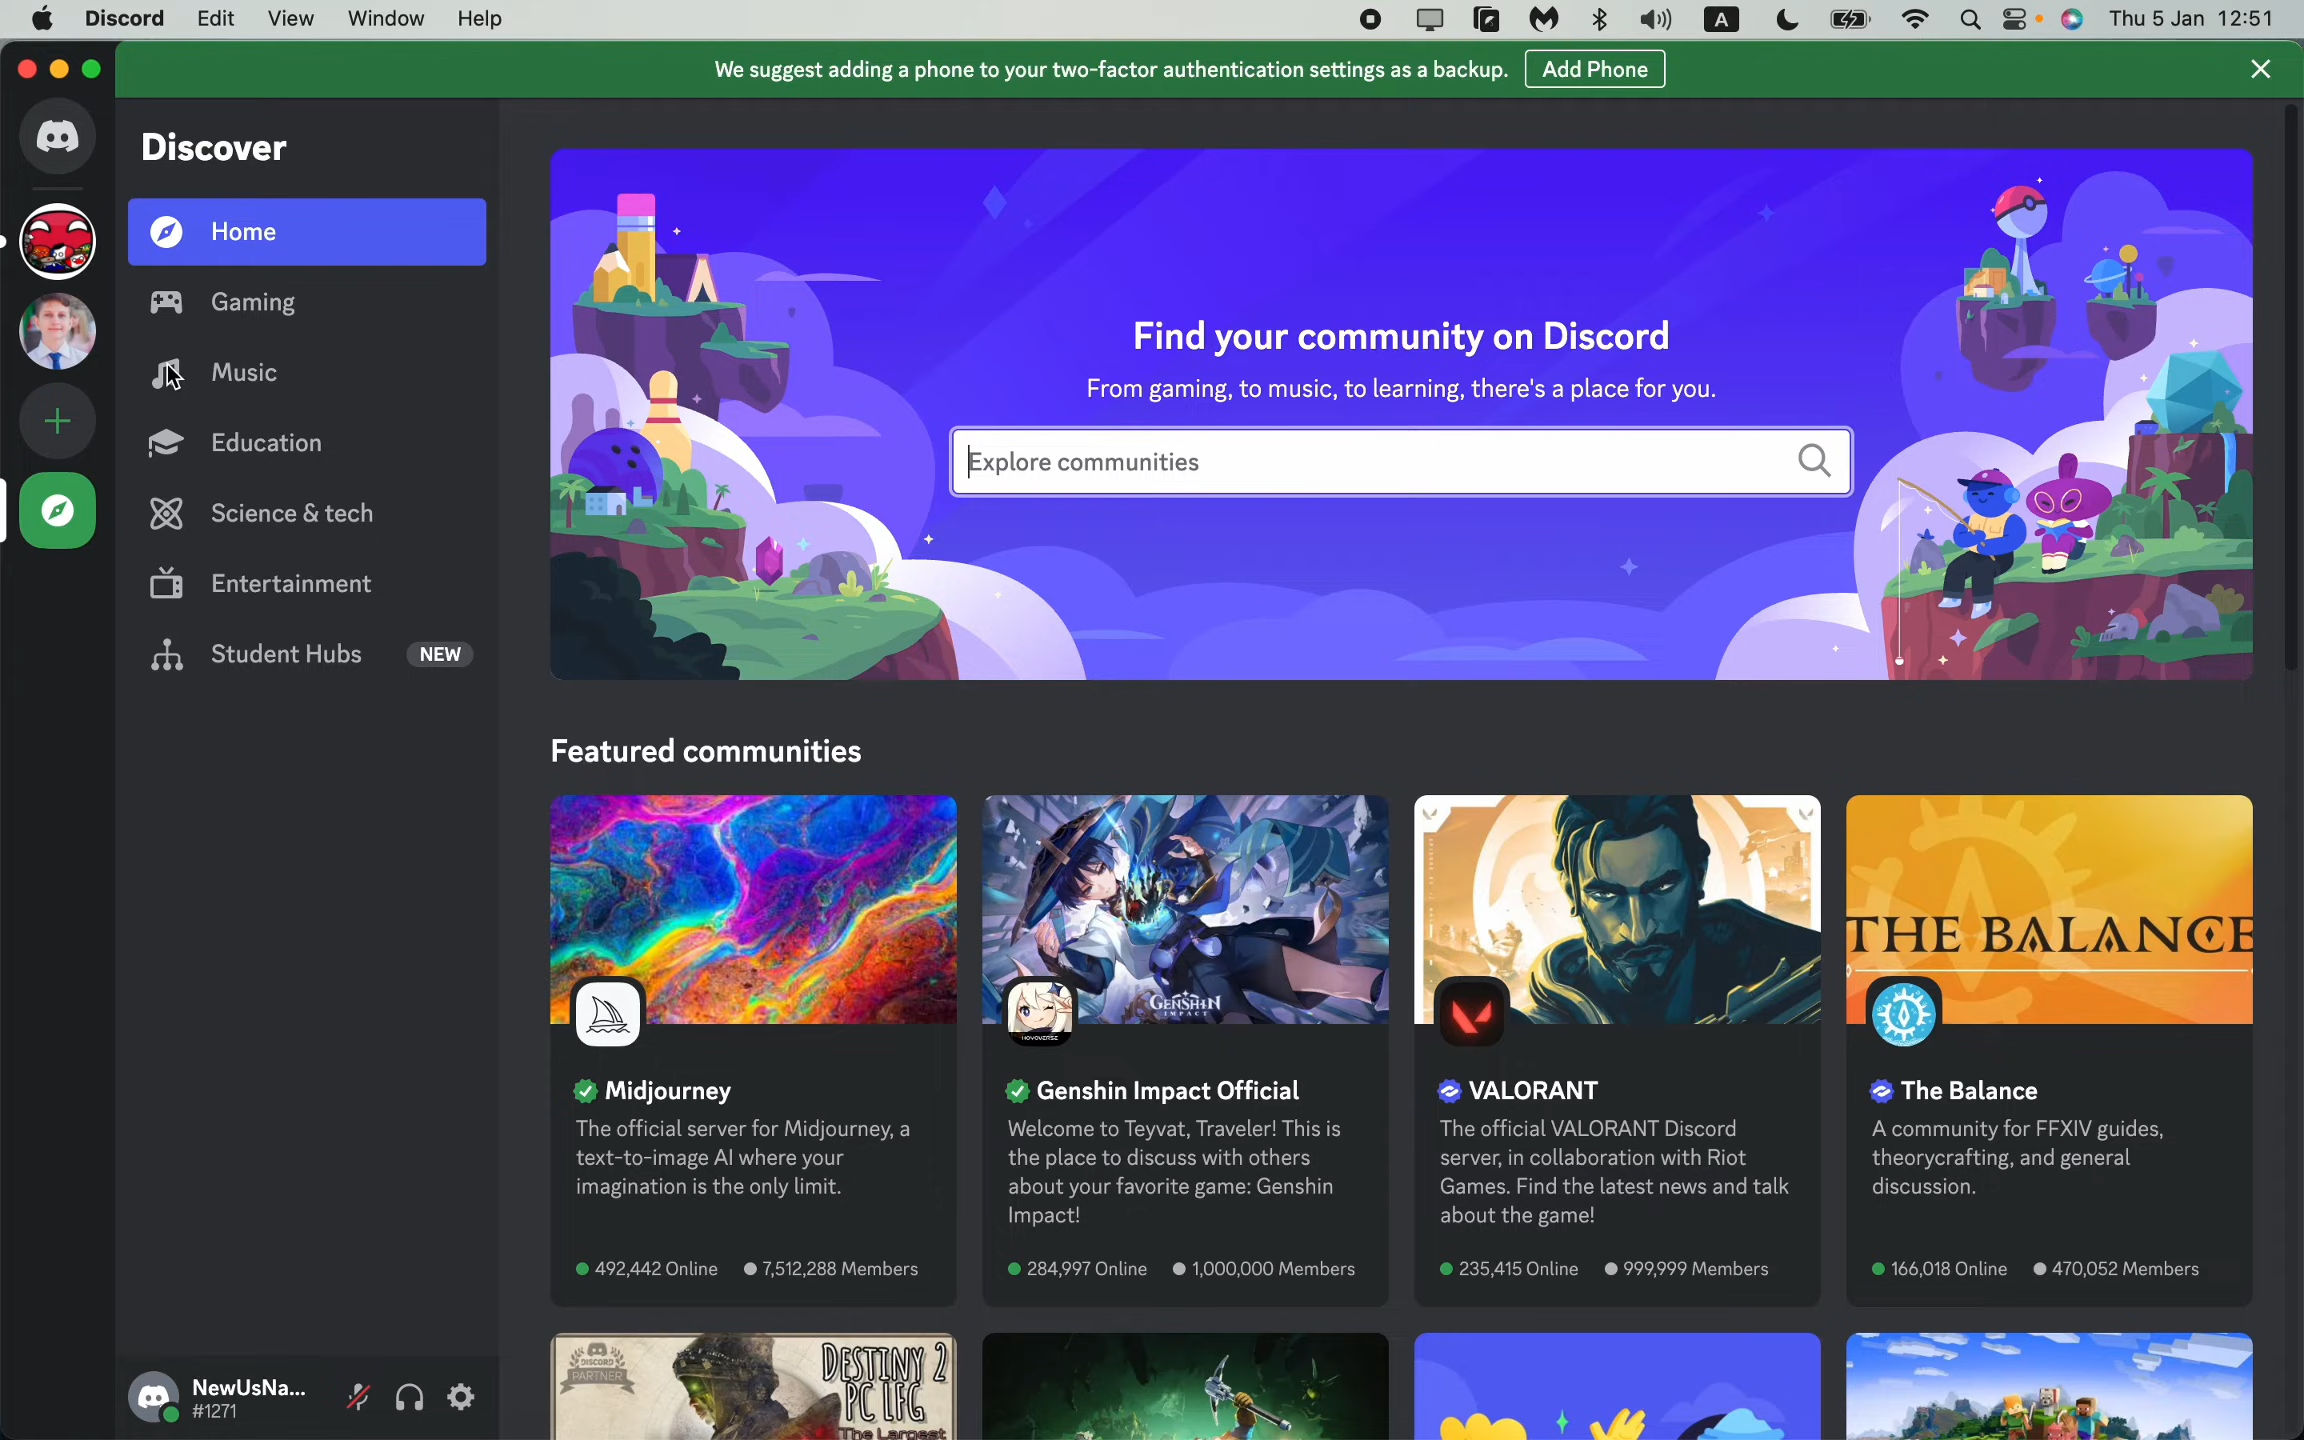 Discord Edit View Window Help
A
Thu 5 Jan 12:51
We suggest adding a phone to your two-factor authentication settings as a backup. Add Phone
Discover
Home
Gaming
Music
Education
Science & tech
Entertainment
Student Hubs NEW
NewUsNa...
#1271
Find your community on Discord
From gaming, to music, to learning, there's a place for you.
Explore communities
Featured communities
GENSHIN
IMPACT
HOYOVERSE
THE BALANCE
Midjourney
The official server for Midjourney, a
text-to-image AI where your
imagination is the only limit.
492,442 Online 7,512,288 Members
Genshin Impact Official
Welcome to Teyvat, Traveler! This is
the place to discuss with others
about your favorite game: Genshin
Impact!
284,997 Online 1,000,000 Members
VALORANT
The official VALORANT Discord
server, in collaboration with Riot
Games. Find the latest news and talk
about the game!
235,415 Online 999,999 Members
The Balance
A community for FFXIV guides,
theorycrafting, and general
discussion.
166,018 Online 470,052 Members
DISCORD
PARTNER
DESTINY 2
PC LFG
The Largest